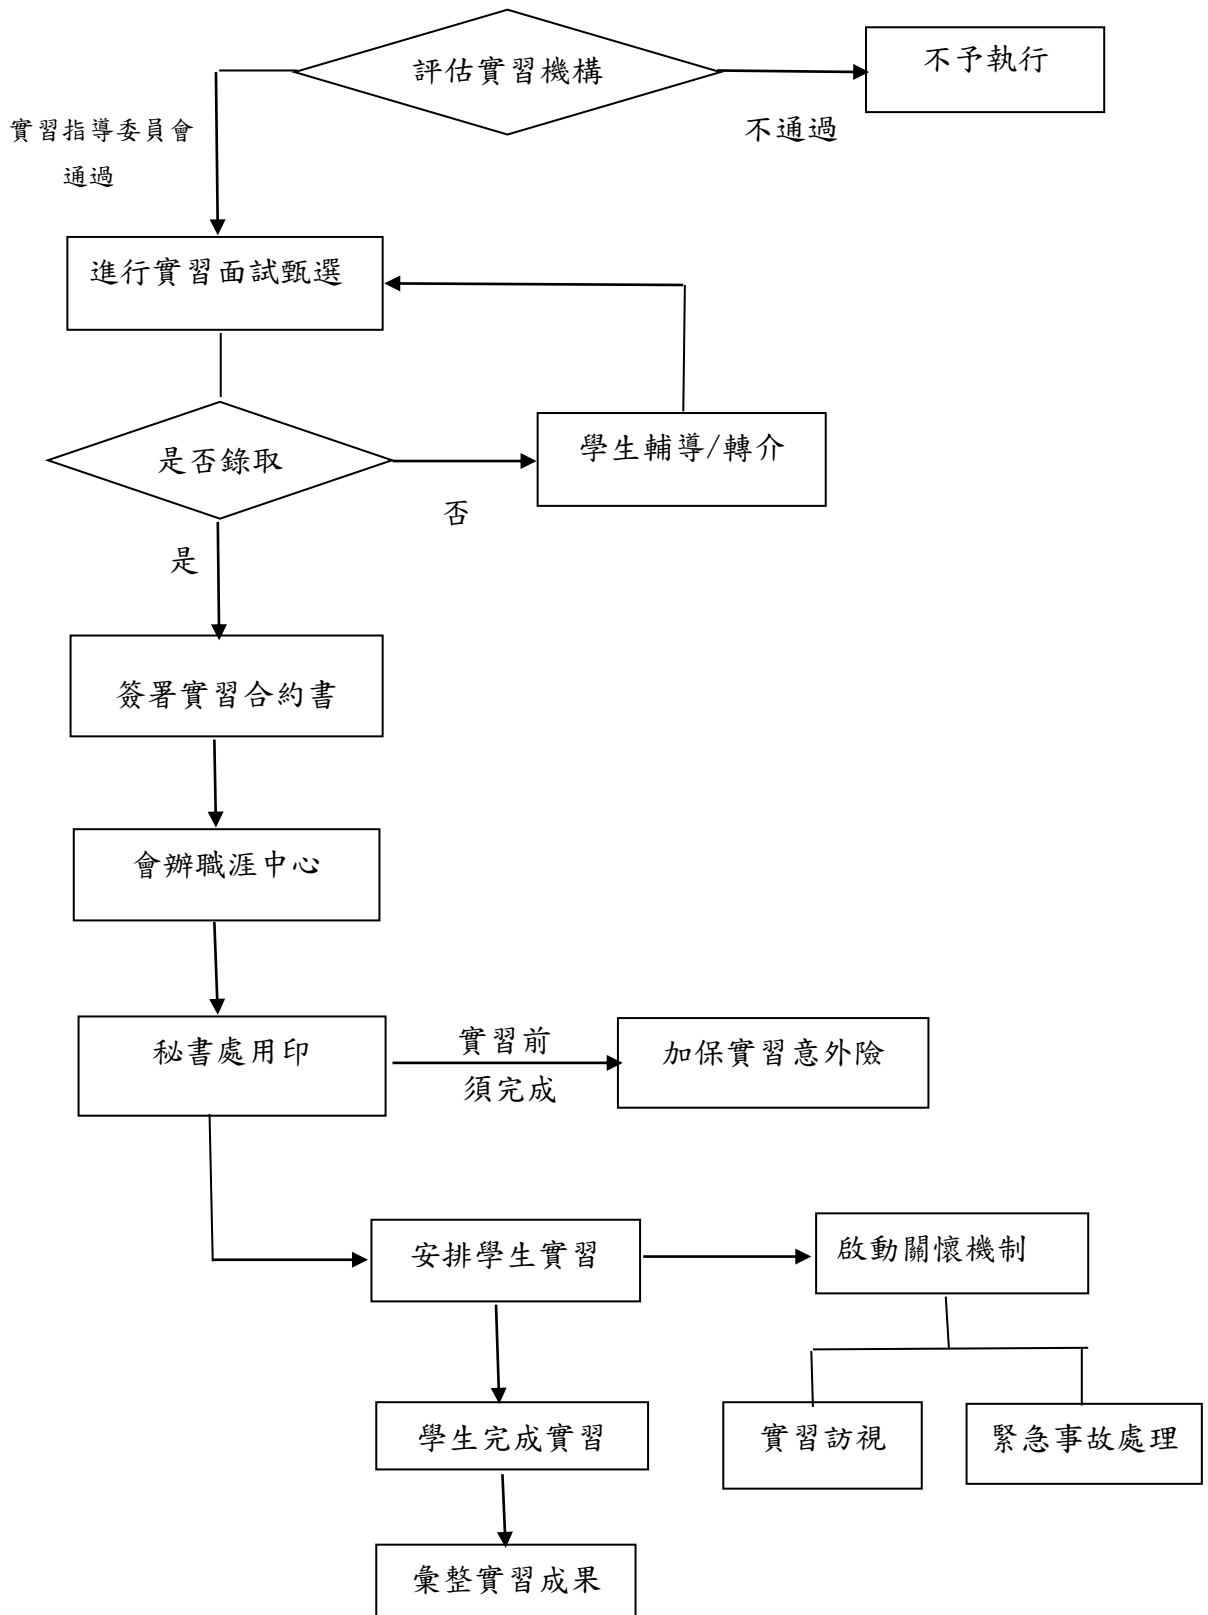 評估實習機構
不予執行
實習指導委員會
通過
不通過
進行實習面試甄選
是否錄取
學生輔導/轉介
否
是
簽署實習合約書
會辦職涯中心
秘書處用印
實習前
須完成
加保實習意外險
安排學生實習
啟動關懷機制
學生完成實習
實習訪視
緊急事故處理
彙整實習成果